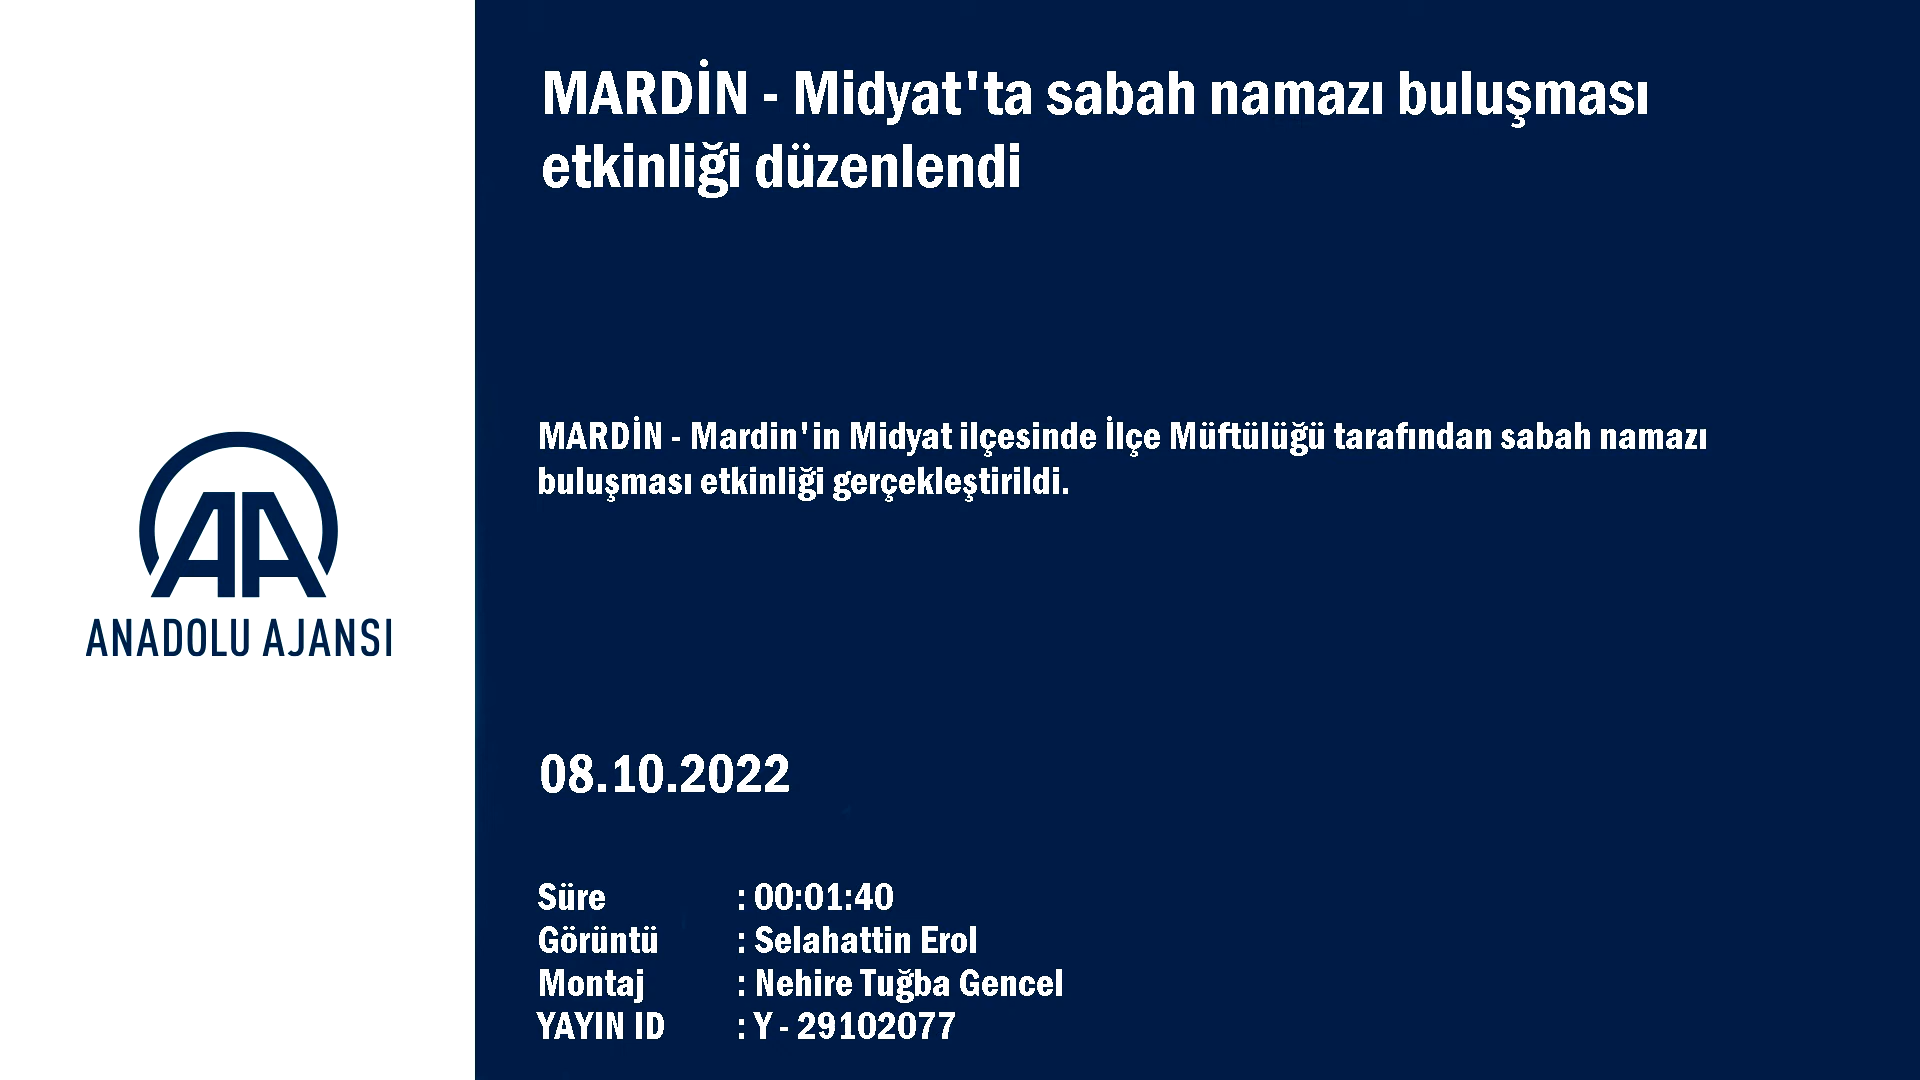 MARDİN - Midyat'ta sabah namazı buluşması
etkinliği düzenlendi
MARDİN - Mardin'in Midyat ilçesinde İlçe Müftülüğü tarafından sabah namazı
buluşması etkinliği gerçekleştirildi.
AA
ANADOLU AJANSI
08.10.2022
Süre : 00:01:40
Görüntü : Selahattin Erol
Montaj : Nehire Tuğba Gencel
YAYIN ID : Y - 29102077